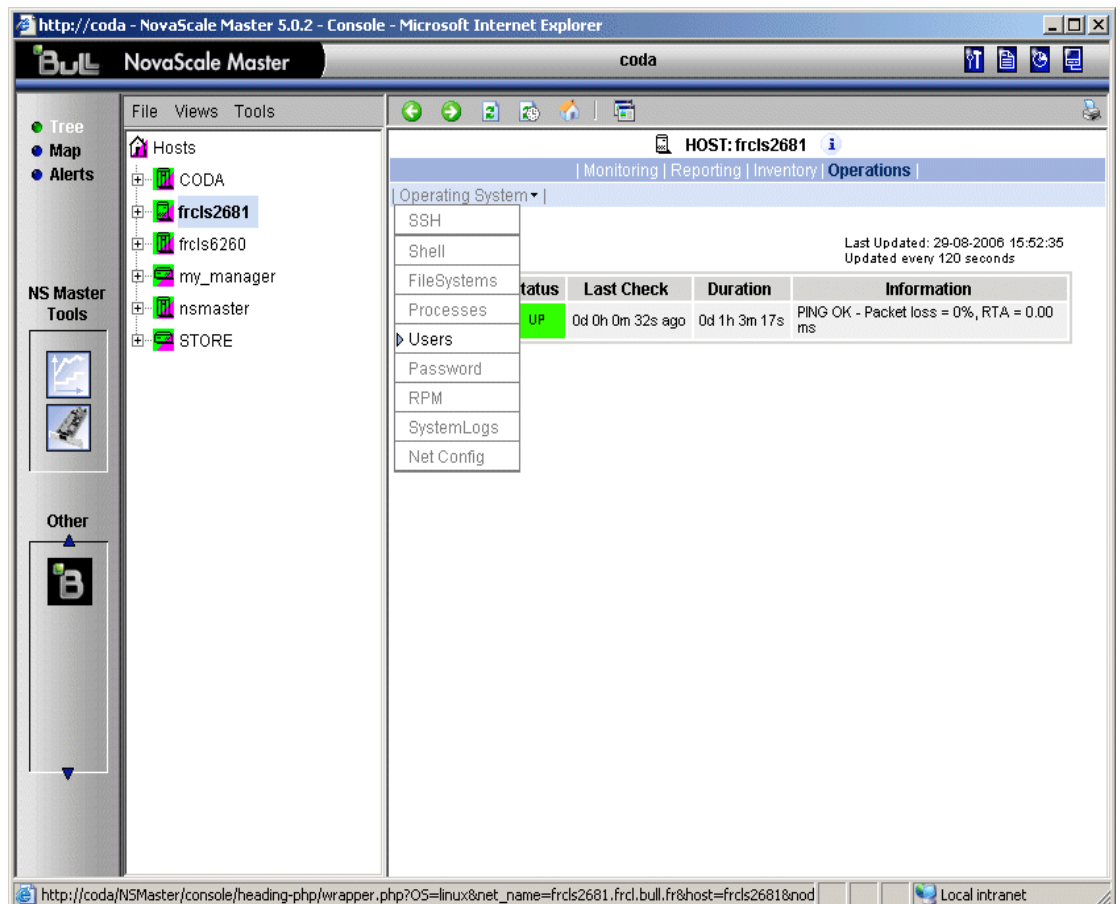 http://coda - NovaScale Master 5.0.2 - Console - Microsoft Internet Explorer
Bull NovaScale Master coda
Tree
Map
Alerts
NS Master
Tools
Other
B
File Views Tools
Hosts
CODA
frcls2681
frcls6260
my_manager
nsmaster
STORE
HOST: frcls2681 i
| Monitoring | Reporting | Inventory | Operations |
| Operating System |
SSH
Shell
FileSystems
Processes
Users
Password
RPM
SystemLogs
Net Config
Last Updated: 29-08-2006 15:52:35
Updated every 120 seconds
tatus Last Check Duration Information
UP 0d 0h 0m 32s ago 0d 1h 3m 17s PING OK - Packet loss = 0%, RTA = 0.00
ms
http://coda/NSMaster/console/heading-php/wrapper.php?OS=linux&net_name=frcls2681.frcl.bull.fr&host=frcls2681&nod Local intranet